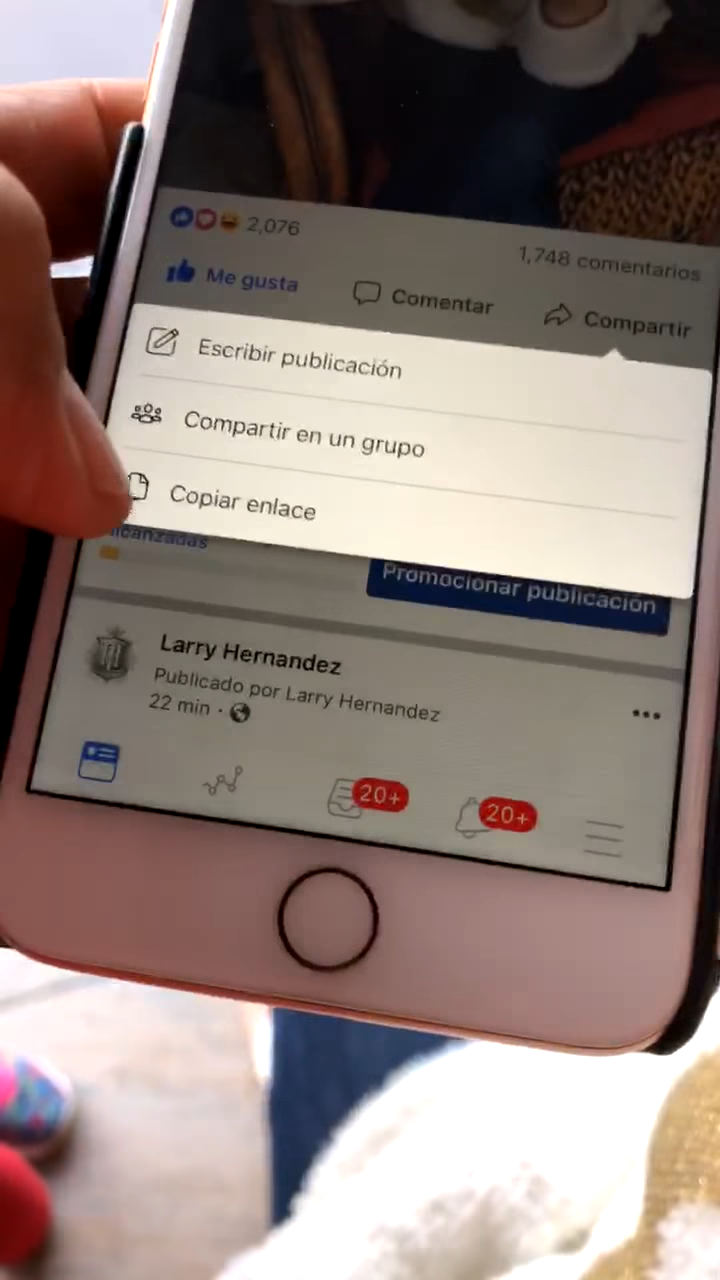 2,076
1,748 comentarios
Me gusta
Comentar
Compartir
Escribir publicación
Compartir en un grupo
Copiar enlace
alcanzadas
Promocionar publicación
Larry Hernandez
Publicado por Larry Hernandez
22 min ·
20+
20+